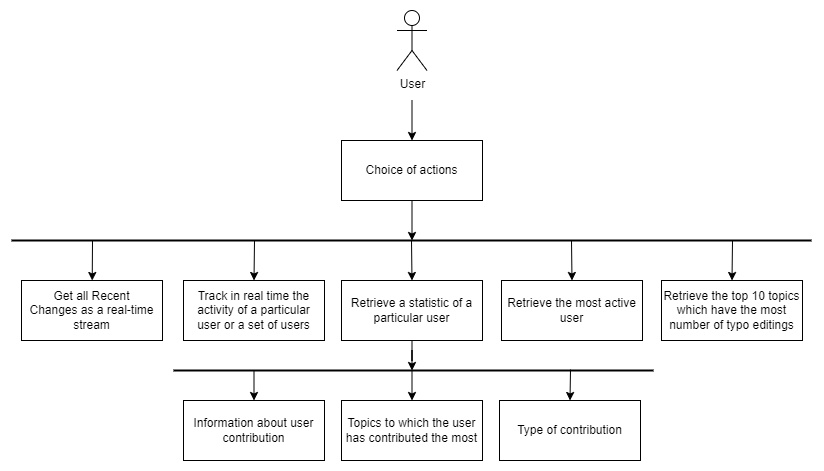 User
Choice of actions
Get all Recent
Changes as a real-time
stream
Track in real time the
activity of a particular
user or a set of users
Retrieve a statistic of a
particular user
Retrieve the most active
user
Retrieve the top 10 topics
which have the most
number of typo editings
Information about user
contribution
Topics to which the user
has contributed the most
Type of contribution